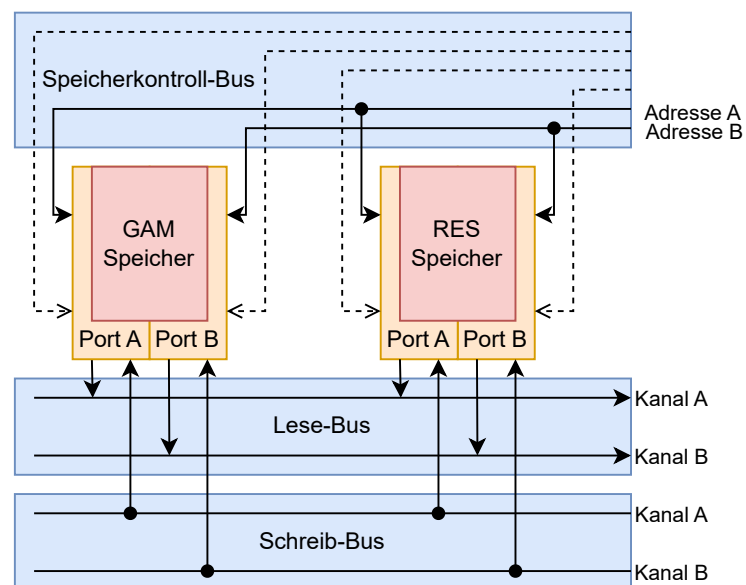 Speicherkontroll-Bus
Adresse A
Adresse B
GAM
Speicher
RES
Speicher
Port A
Port B
Port A
Port B
Kanal A
Lese-Bus
Kanal B
Kanal A
Schreib-Bus
Kanal B